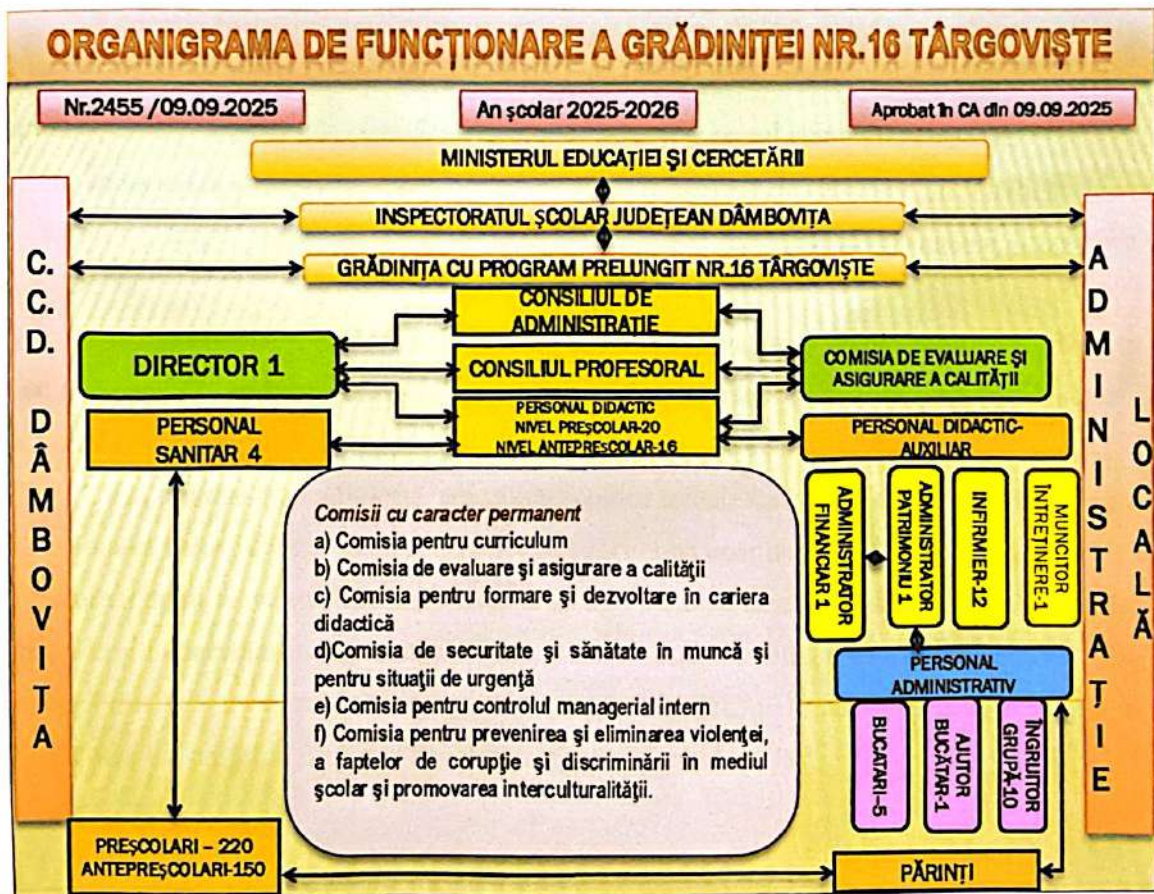 ORGANIGRAMA DE FUNCȚIONARE A GRĂDINIȚEI NR.16 TÂRGOVIȘTE
Nr.2455 /09.09.2025
An școlar 2025-2026
Aprobat în CA din 09.09.2025
MINISTERUL EDUCAȚIEI ȘI CERCETĂRII
INSPECTORATUL ȘCOLAR JUDEȚEAN DÂMBOVIȚA
GRĂDINIȚA CU PROGRAM PRELUNGIT NR.16 TÂRGOVIȘTE
C.C.D. DÂMBOVIȚA
ADMINISTRAȚIE
LOCALĂ
CONSILIUL DE
ADMINISTRAȚIE
DIRECTOR 1
CONSILIUL PROFESORAL
COMISIA DE EVALUARE ȘI
ASIGURARE A CALITĂȚII
PERSONAL DIDACTIC
NIVEL PREȘCOLAR-20
NIVEL ANTEPREȘCOLAR-16
PERSONAL
SANITAR 4
PERSONAL DIDACTIC-
AUXILIAR
ADMINISTRATOR
FINANCIAR 1
ADMINISTRATOR
PATRIMONIU 1
INFIRMIER-12
MUNCITOR
ÎNTREȚINERE-1
Comisii cu caracter permanent
a) Comisia pentru curriculum
b) Comisia de evaluare și asigurare a calității
c) Comisia pentru formare și dezvoltare în cariera
didactică
d)Comisia de securitate și sănătate în muncă și
pentru situații de urgență
e) Comisia pentru controlul managerial intern
f) Comisia pentru prevenirea și eliminarea violenței,
a faptelor de corupție și discriminării în mediul
școlar și promovarea interculturalității.
PERSONAL
ADMINISTRATIV
BUCATARI–5
AJUTOR
BUCĂTAR-1
ÎNGRIJITOR
GRUPĂ-10
PREȘCOLARI – 220
ANTEPREȘCOLARI-150
PĂRINȚI